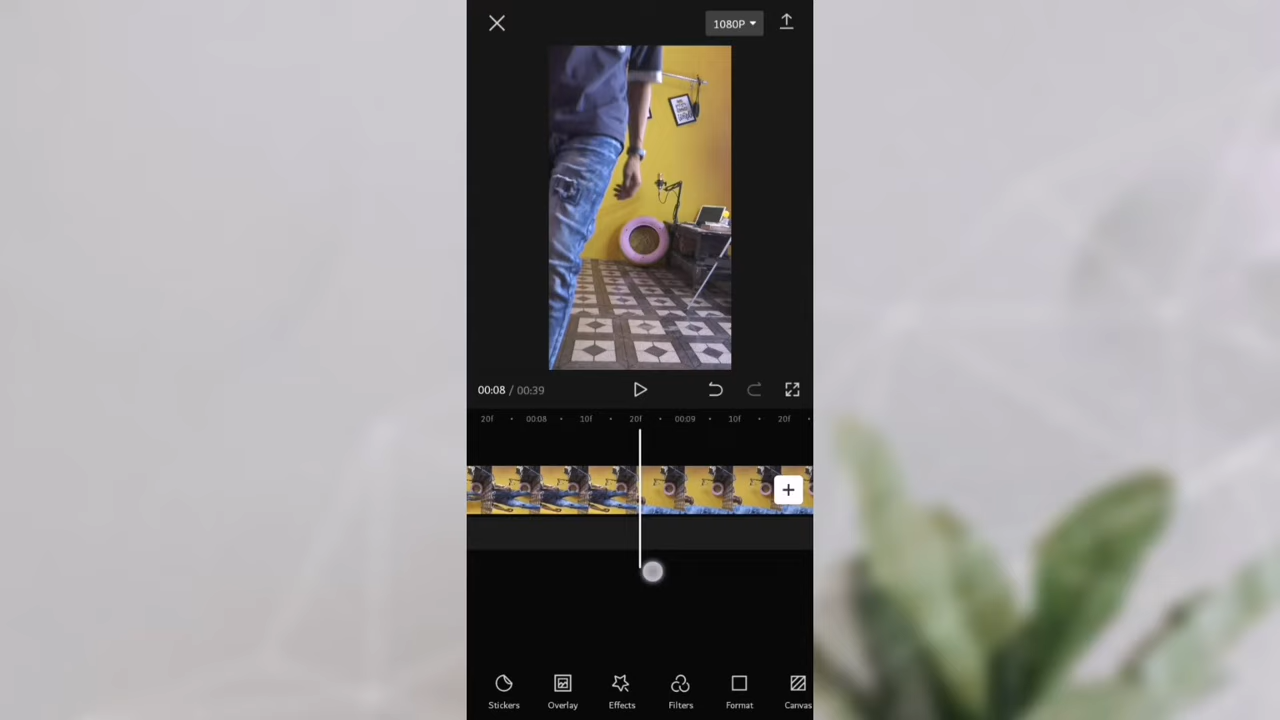 1080P
00:08 / 00:39
20f 00:08 10f 20f 00:09 10f 20f
Stickers Overlay Effects Filters Format Canvas